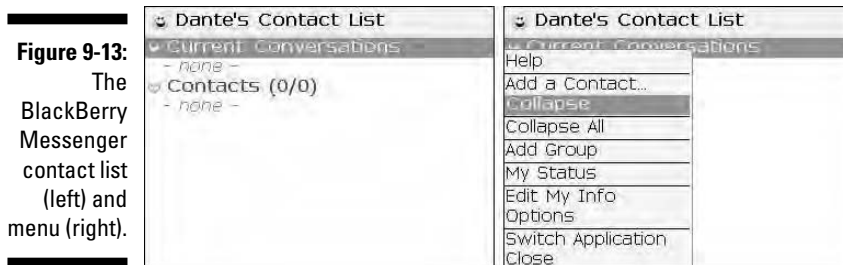 Figure 9-13:
The
BlackBerry
Messenger
contact list
(left) and
menu (right).
Dante's Contact List
Current Conversations
- none -
Contacts (0/0)
- none -
Dante's Contact List
Current Conversations
Help
Add a Contact...
Collapse
Collapse All
Add Group
My Status
Edit My Info
Options
Switch Application
Close